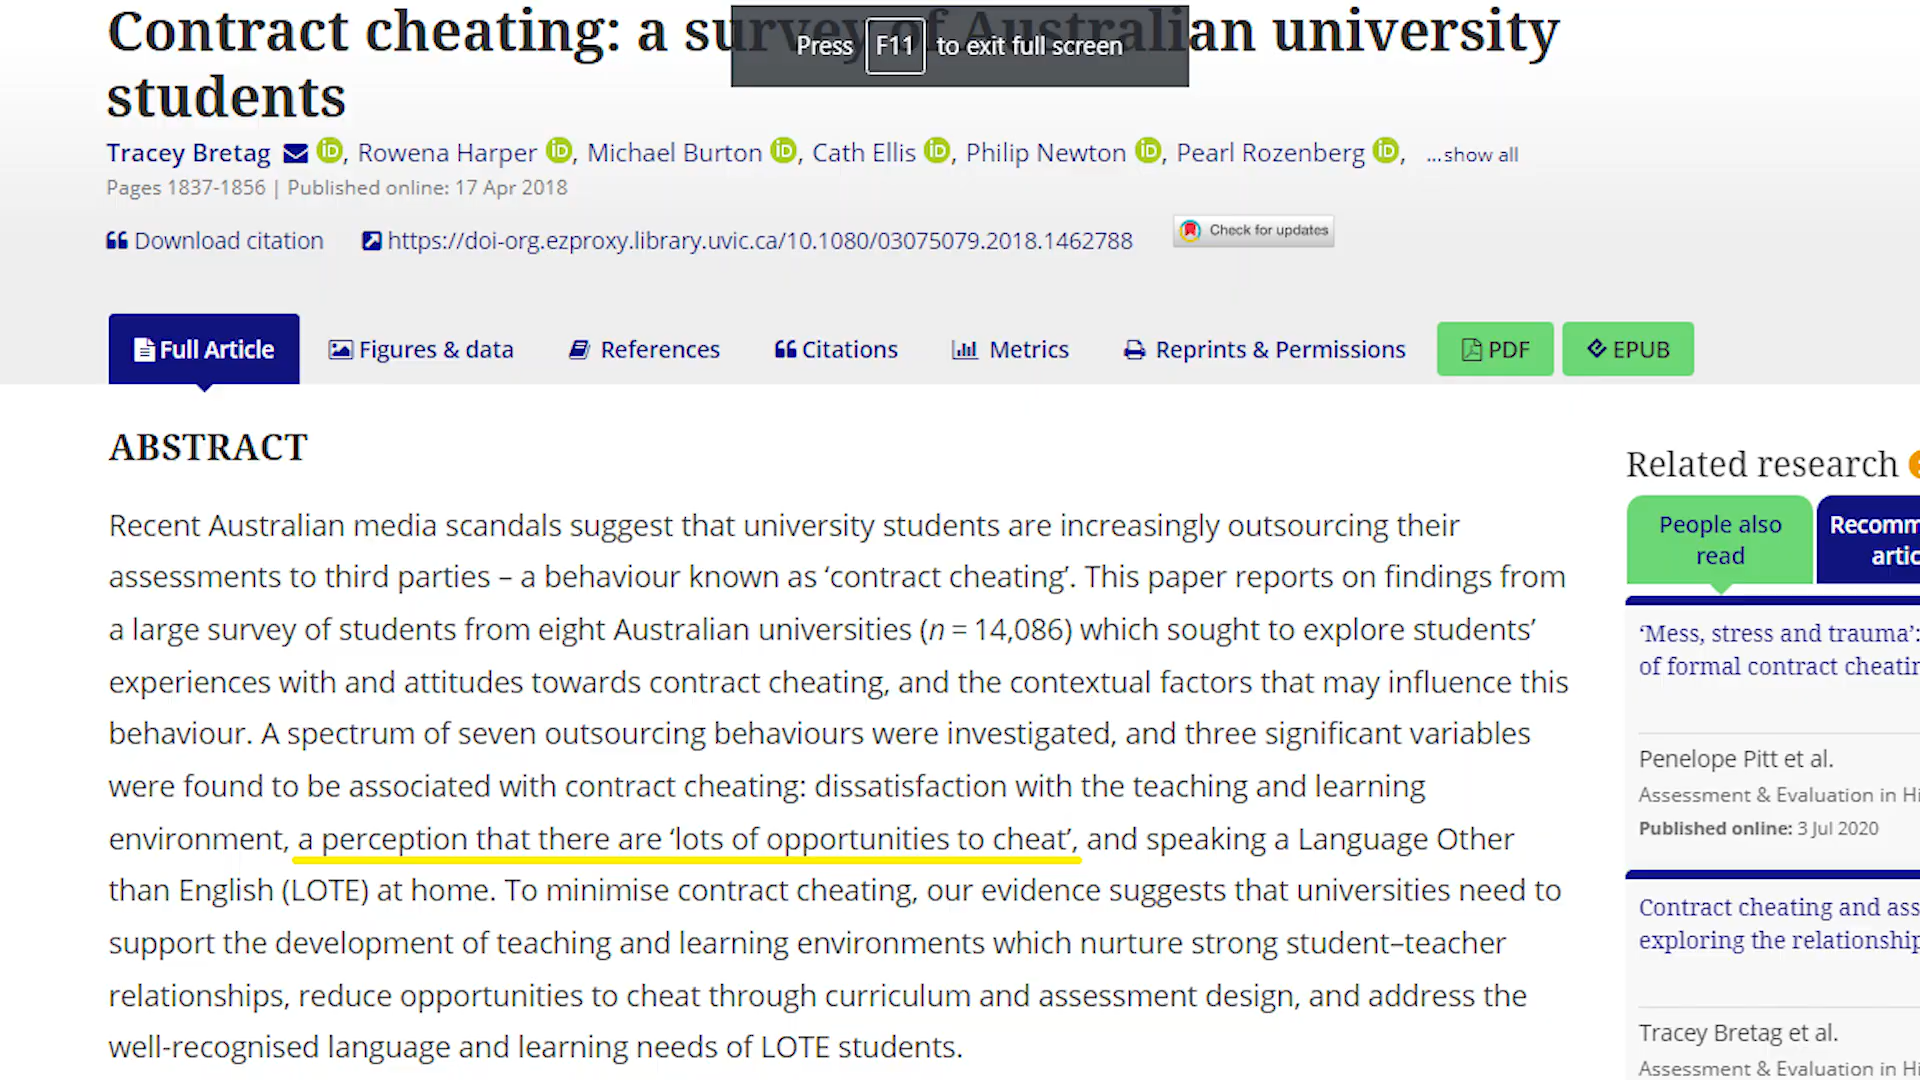 Contract cheating: a survey of Australian university
students
Press F11 to exit full screen
Tracey Bretag iD, Rowena Harper iD, Michael Burton iD, Cath Ellis iD, Philip Newton iD, Pearl Rozenberg iD, ...show all
Pages 1837-1856 | Published online: 17 Apr 2018
Download citation https://doi-org.ezproxy.library.uvic.ca/10.1080/03075079.2018.1462788 Check for updates
Full Article Figures & data References Citations Metrics Reprints & Permissions PDF EPUB
ABSTRACT
Recent Australian media scandals suggest that university students are increasingly outsourcing their
assessments to third parties – a behaviour known as ‘contract cheating’. This paper reports on findings from
a large survey of students from eight Australian universities (n = 14,086) which sought to explore students’
experiences with and attitudes towards contract cheating, and the contextual factors that may influence this
behaviour. A spectrum of seven outsourcing behaviours were investigated, and three significant variables
were found to be associated with contract cheating: dissatisfaction with the teaching and learning
environment, a perception that there are ‘lots of opportunities to cheat’, and speaking a Language Other
than English (LOTE) at home. To minimise contract cheating, our evidence suggests that universities need to
support the development of teaching and learning environments which nurture strong student–teacher
relationships, reduce opportunities to cheat through curriculum and assessment design, and address the
well-recognised language and learning needs of LOTE students.
Related research
People also
read
Recomm
artic
‘Mess, stress and trauma’:
of formal contract cheatin
Penelope Pitt et al.
Assessment & Evaluation in Hi
Published online: 3 Jul 2020
Contract cheating and ass
exploring the relationship
Tracey Bretag et al.
Assessment & Evaluation in Hi